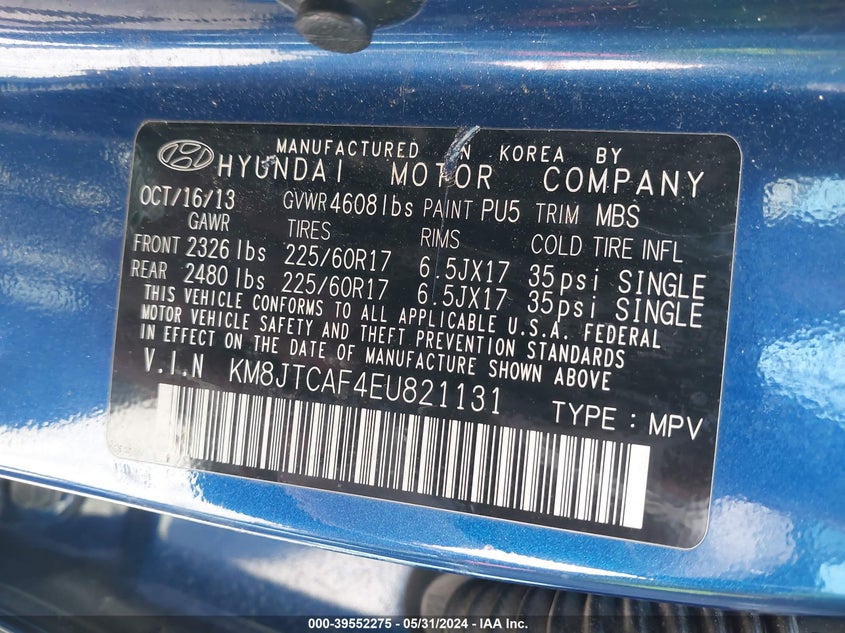 MANUFACTURED IN KOREA BY
HYUNDAI MOTOR COMPANY
OCT/16/13 GVWR 4608lbs PAINT PU5 TRIM MBS
GAWR TIRES RIMS COLD TIRE INFL
FRONT 2326 lbs 225/60R17 6.5JX17 35psi SINGLE
REAR 2480 lbs 225/60R17 6.5JX17 35psi SINGLE
THIS VEHICLE CONFORMS TO ALL APPLICABLE U.S.A. FEDERAL
MOTOR VEHICLE SAFETY AND THEFT PREVENTION STANDARDS
IN EFFECT ON THE DATE OF MANUFACTURE SHOWN ABOVE
V.I.N KM8JTCAF4EU821131 TYPE : MPV
000-39552275 - 05/31/2024 - IAA Inc.